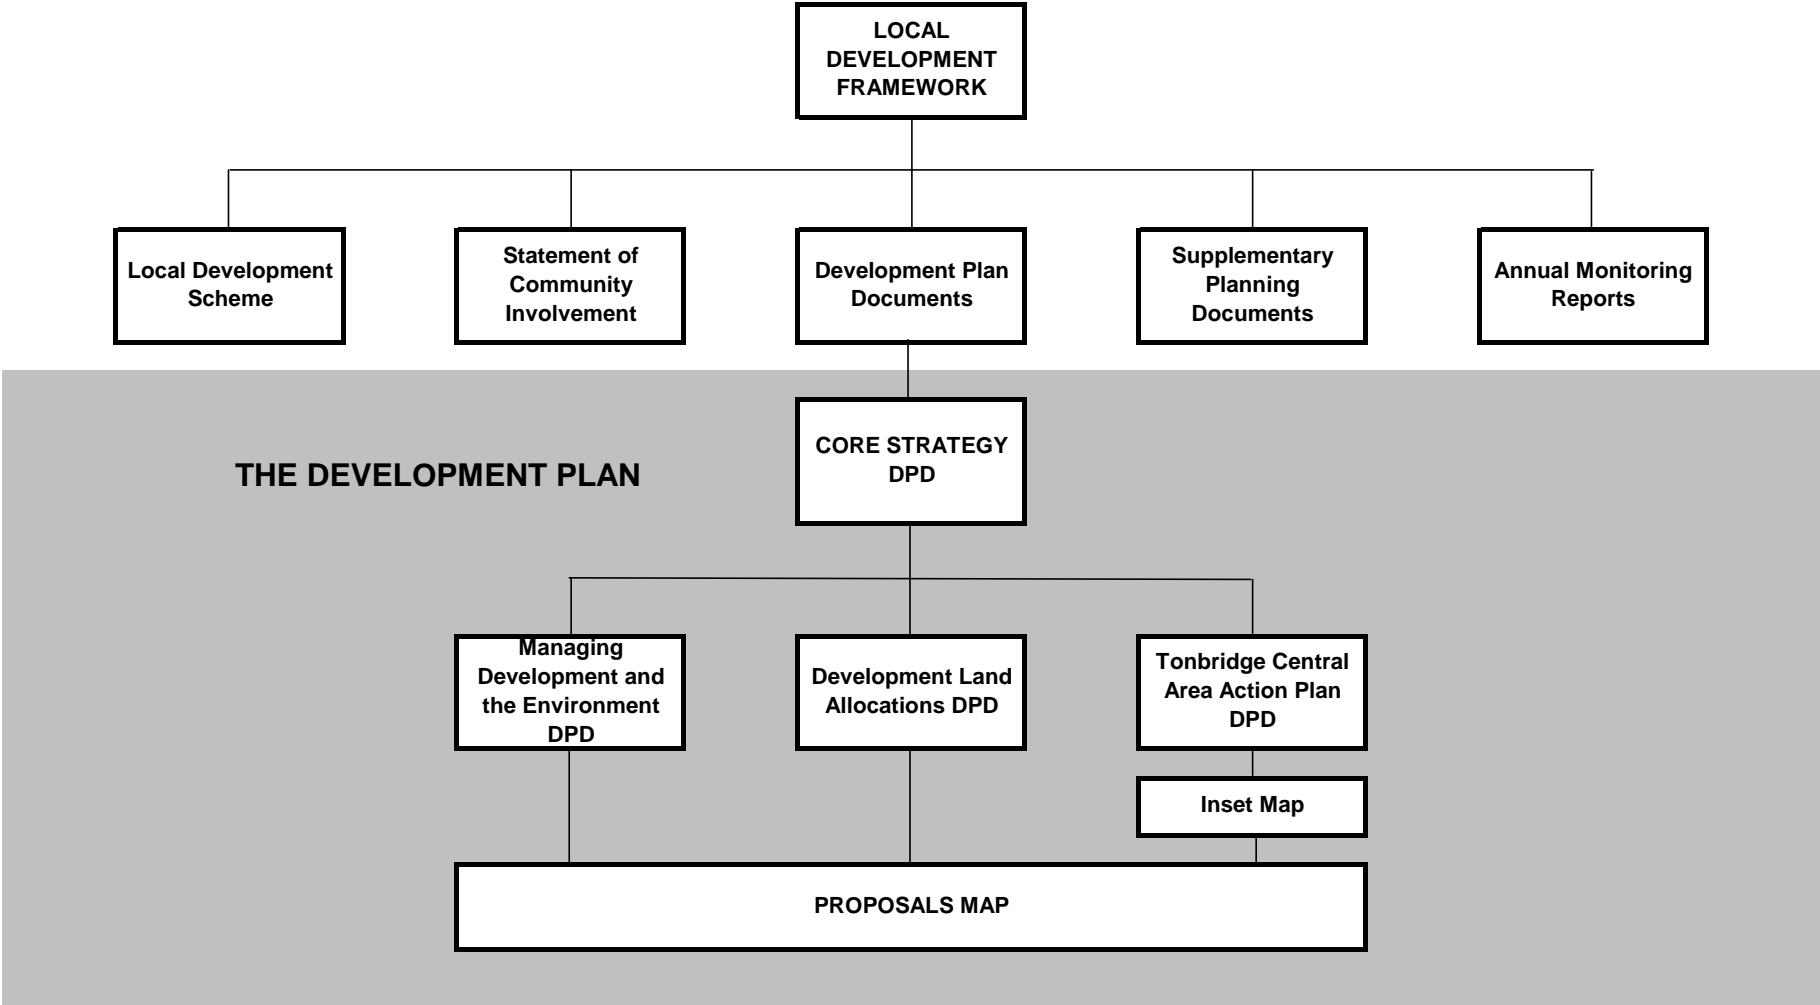 LOCAL
DEVELOPMENT
FRAMEWORK
Local Development
Scheme
Statement of
Community
Involvement
Development Plan
Documents
Supplementary
Planning
Documents
Annual Monitoring
Reports
THE DEVELOPMENT PLAN
CORE STRATEGY
DPD
Managing
Development and
the Environment
DPD
Development Land
Allocations DPD
Tonbridge Central
Area Action Plan
DPD
Inset Map
PROPOSALS MAP